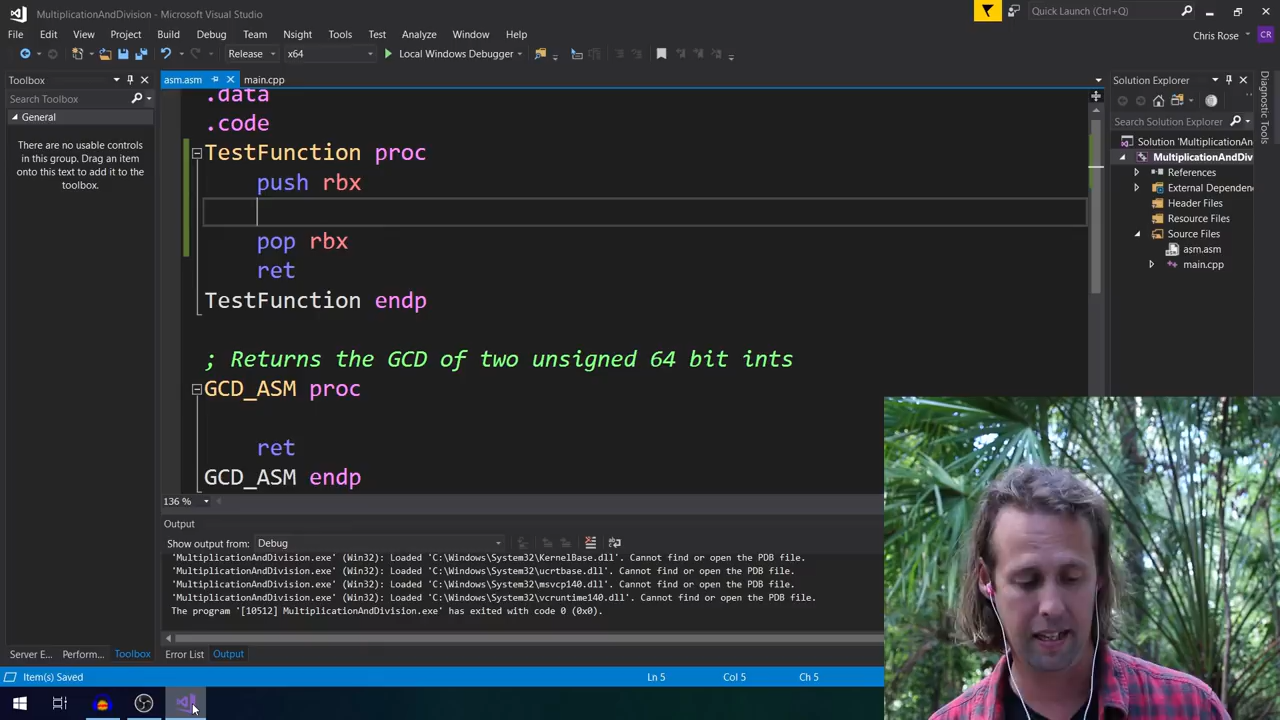 MultiplicationAndDivision - Microsoft Visual Studio
Quick Launch (Ctrl+Q)
File Edit View Project Build Debug Team Nsight Tools Test Analyze Window Help
Chris Rose CR
Release x64 Local Windows Debugger
Toolbox
asm.asm main.cpp
Solution Explorer
Search Toolbox
General
There are no usable controls
in this group. Drag an item
onto this text to add it to the
toolbox.
.data
.code
TestFunction proc
push rbx
pop rbx
ret
TestFunction endp
; Returns the GCD of two unsigned 64 bit ints
GCD_ASM proc
ret
GCD_ASM endp
136 %
Search Solution Explorer
Solution 'MultiplicationAn
MultiplicationAndDiv
References
External Dependen
Header Files
Resource Files
Source Files
asm.asm
main.cpp
Diagnostic Tools
Output
Show output from: Debug
'MultiplicationAndDivision.exe' (Win32): Loaded 'C:\Windows\System32\KernelBase.dll'. Cannot find or open the PDB file.
'MultiplicationAndDivision.exe' (Win32): Loaded 'C:\Windows\System32\ucrtbase.dll'. Cannot find or open the PDB file.
'MultiplicationAndDivision.exe' (Win32): Loaded 'C:\Windows\System32\msvcp140.dll'. Cannot find or open the PDB file.
'MultiplicationAndDivision.exe' (Win32): Loaded 'C:\Windows\System32\vcruntime140.dll'. Cannot find or open the PDB file.
The program '[10512] MultiplicationAndDivision.exe' has exited with code 0 (0x0).
Server E... Perform... Toolbox
Error List Output
Item(s) Saved
Ln 5 Col 5 Ch 5